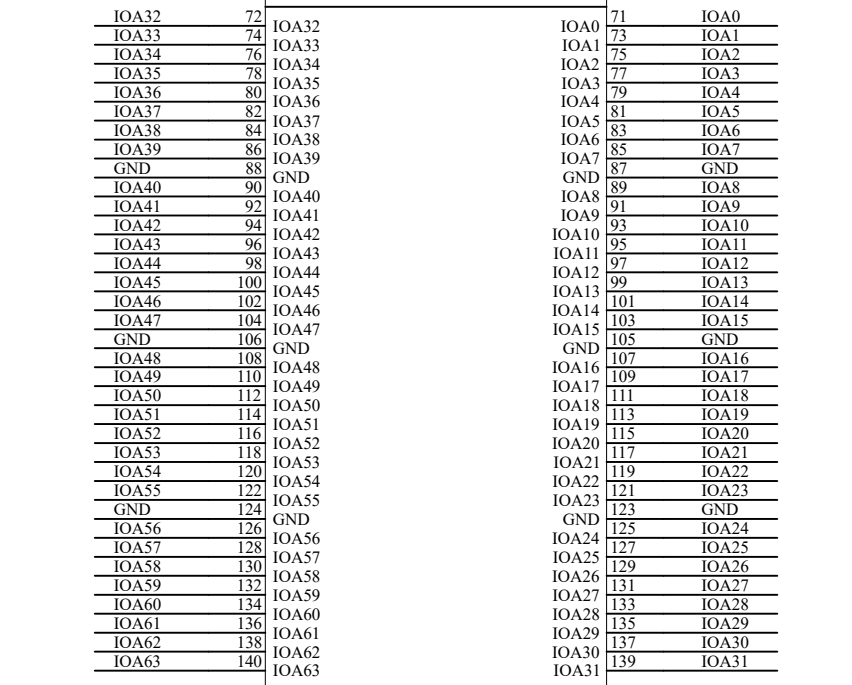 IOA32 72 IOA32 IOA0 71 IOA0
IOA33 74 IOA33 IOA1 73 IOA1
IOA34 76 IOA34 IOA2 75 IOA2
IOA35 78 IOA35 IOA3 77 IOA3
IOA36 80 IOA36 IOA4 79 IOA4
IOA37 82 IOA37 IOA5 81 IOA5
IOA38 84 IOA38 IOA6 83 IOA6
IOA39 86 IOA39 IOA7 85 IOA7
GND 88 GND GND 87 GND
IOA40 90 IOA40 IOA8 89 IOA8
IOA41 92 IOA41 IOA9 91 IOA9
IOA42 94 IOA42 IOA10 93 IOA10
IOA43 96 IOA43 IOA11 95 IOA11
IOA44 98 IOA44 IOA12 97 IOA12
IOA45 100 IOA45 IOA13 99 IOA13
IOA46 102 IOA46 IOA14 101 IOA14
IOA47 104 IOA47 IOA15 103 IOA15
GND 106 GND GND 105 GND
IOA48 108 IOA48 IOA16 107 IOA16
IOA49 110 IOA49 IOA17 109 IOA17
IOA50 112 IOA50 IOA18 111 IOA18
IOA51 114 IOA51 IOA19 113 IOA19
IOA52 116 IOA52 IOA20 115 IOA20
IOA53 118 IOA53 IOA21 117 IOA21
IOA54 120 IOA54 IOA22 119 IOA22
IOA55 122 IOA55 IOA23 121 IOA23
GND 124 GND GND 123 GND
IOA56 126 IOA56 IOA24 125 IOA24
IOA57 128 IOA57 IOA25 127 IOA25
IOA58 130 IOA58 IOA26 129 IOA26
IOA59 132 IOA59 IOA27 131 IOA27
IOA60 134 IOA60 IOA28 133 IOA28
IOA61 136 IOA61 IOA29 135 IOA29
IOA62 138 IOA62 IOA30 137 IOA30
IOA63 140 IOA63 IOA31 139 IOA31